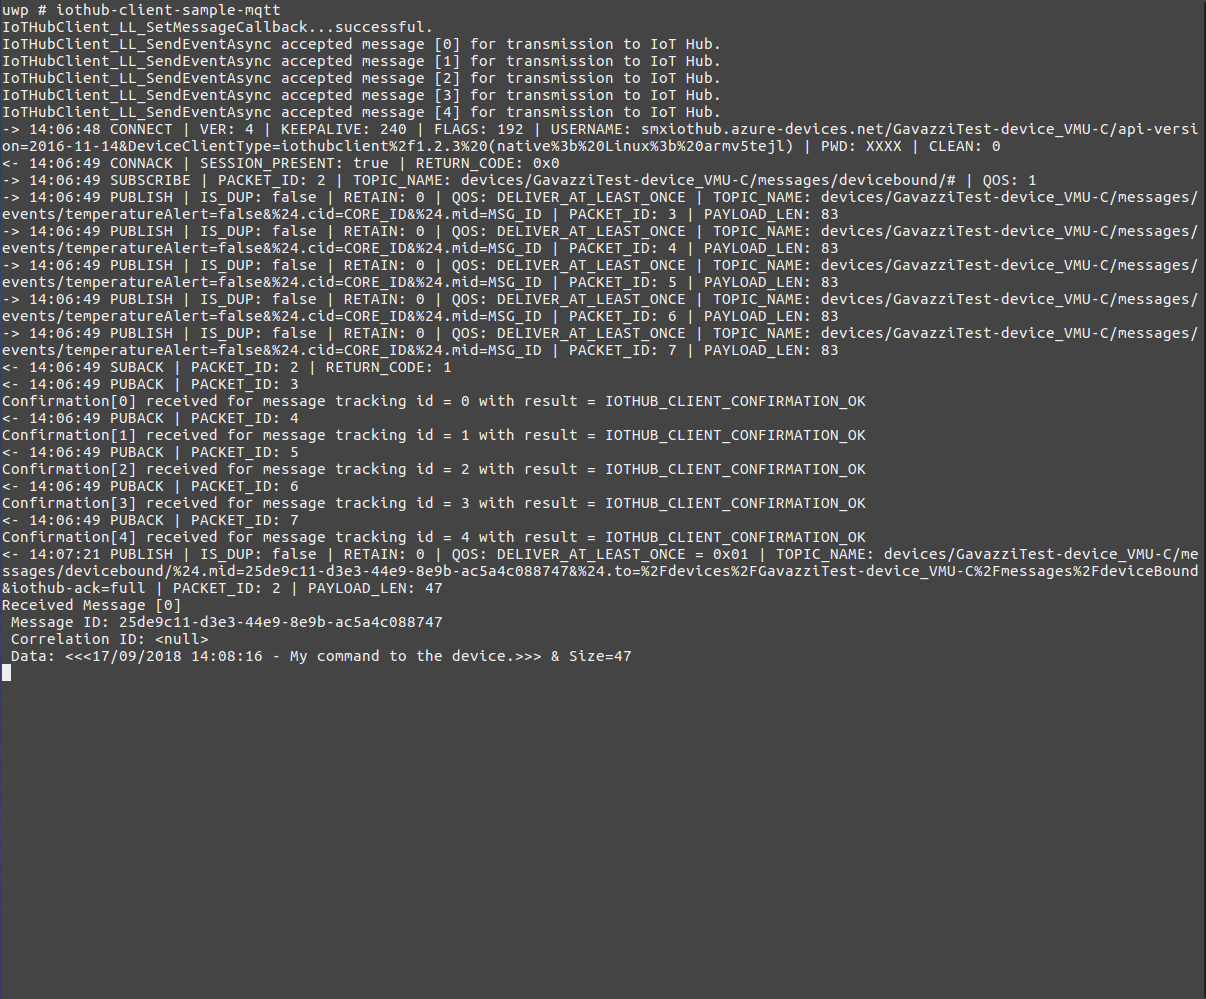 uwp # iothub-client-sample-mqtt
IoTHubClient_LL_SetMessageCallback...successful.
IoTHubClient_LL_SendEventAsync accepted message [0] for transmission to IoT Hub.
IoTHubClient_LL_SendEventAsync accepted message [1] for transmission to IoT Hub.
IoTHubClient_LL_SendEventAsync accepted message [2] for transmission to IoT Hub.
IoTHubClient_LL_SendEventAsync accepted message [3] for transmission to IoT Hub.
IoTHubClient_LL_SendEventAsync accepted message [4] for transmission to IoT Hub.
-> 14:06:48 CONNECT | VER: 4 | KEEPALIVE: 240 | FLAGS: 192 | USERNAME: smxiothub.azure-devices.net/GavazziTest-device_VMU-C/api-versi
on=2016-11-14&DeviceClientType=iothubclient%2f1.2.3%20(native%3b%20Linux%3b%20armv5tejl) | PWD: XXXX | CLEAN: 0
<- 14:06:49 CONNACK | SESSION_PRESENT: true | RETURN_CODE: 0x0
-> 14:06:49 SUBSCRIBE | PACKET_ID: 2 | TOPIC_NAME: devices/GavazziTest-device_VMU-C/messages/devicebound/# | QOS: 1
-> 14:06:49 PUBLISH | IS_DUP: false | RETAIN: 0 | QOS: DELIVER_AT_LEAST_ONCE | TOPIC_NAME: devices/GavazziTest-device_VMU-C/messages/
events/temperatureAlert=false&%24.cid=CORE_ID&%24.mid=MSG_ID | PACKET_ID: 3 | PAYLOAD_LEN: 83
-> 14:06:49 PUBLISH | IS_DUP: false | RETAIN: 0 | QOS: DELIVER_AT_LEAST_ONCE | TOPIC_NAME: devices/GavazziTest-device_VMU-C/messages/
events/temperatureAlert=false&%24.cid=CORE_ID&%24.mid=MSG_ID | PACKET_ID: 4 | PAYLOAD_LEN: 83
-> 14:06:49 PUBLISH | IS_DUP: false | RETAIN: 0 | QOS: DELIVER_AT_LEAST_ONCE | TOPIC_NAME: devices/GavazziTest-device_VMU-C/messages/
events/temperatureAlert=false&%24.cid=CORE_ID&%24.mid=MSG_ID | PACKET_ID: 5 | PAYLOAD_LEN: 83
-> 14:06:49 PUBLISH | IS_DUP: false | RETAIN: 0 | QOS: DELIVER_AT_LEAST_ONCE | TOPIC_NAME: devices/GavazziTest-device_VMU-C/messages/
events/temperatureAlert=false&%24.cid=CORE_ID&%24.mid=MSG_ID | PACKET_ID: 6 | PAYLOAD_LEN: 83
-> 14:06:49 PUBLISH | IS_DUP: false | RETAIN: 0 | QOS: DELIVER_AT_LEAST_ONCE | TOPIC_NAME: devices/GavazziTest-device_VMU-C/messages/
events/temperatureAlert=false&%24.cid=CORE_ID&%24.mid=MSG_ID | PACKET_ID: 7 | PAYLOAD_LEN: 83
<- 14:06:49 SUBACK | PACKET_ID: 2 | RETURN_CODE: 1
<- 14:06:49 PUBACK | PACKET_ID: 3
Confirmation[0] received for message tracking id = 0 with result = IOTHUB_CLIENT_CONFIRMATION_OK
<- 14:06:49 PUBACK | PACKET_ID: 4
Confirmation[1] received for message tracking id = 1 with result = IOTHUB_CLIENT_CONFIRMATION_OK
<- 14:06:49 PUBACK | PACKET_ID: 5
Confirmation[2] received for message tracking id = 2 with result = IOTHUB_CLIENT_CONFIRMATION_OK
<- 14:06:49 PUBACK | PACKET_ID: 6
Confirmation[3] received for message tracking id = 3 with result = IOTHUB_CLIENT_CONFIRMATION_OK
<- 14:06:49 PUBACK | PACKET_ID: 7
Confirmation[4] received for message tracking id = 4 with result = IOTHUB_CLIENT_CONFIRMATION_OK
<- 14:07:21 PUBLISH | IS_DUP: false | RETAIN: 0 | QOS: DELIVER_AT_LEAST_ONCE = 0x01 | TOPIC_NAME: devices/GavazziTest-device_VMU-C/me
ssages/devicebound/%24.mid=25de9c11-d3e3-44e9-8e9b-ac5a4c088747&%24.to=%2Fdevices%2FGavazziTest-device_VMU-C%2Fmessages%2FdeviceBound
&iothub-ack=full | PACKET_ID: 2 | PAYLOAD_LEN: 47
Received Message [0]
Message ID: 25de9c11-d3e3-44e9-8e9b-ac5a4c088747
Correlation ID: <null>
Data: <<<17/09/2018 14:08:16 - My command to the device.>>> & Size=47